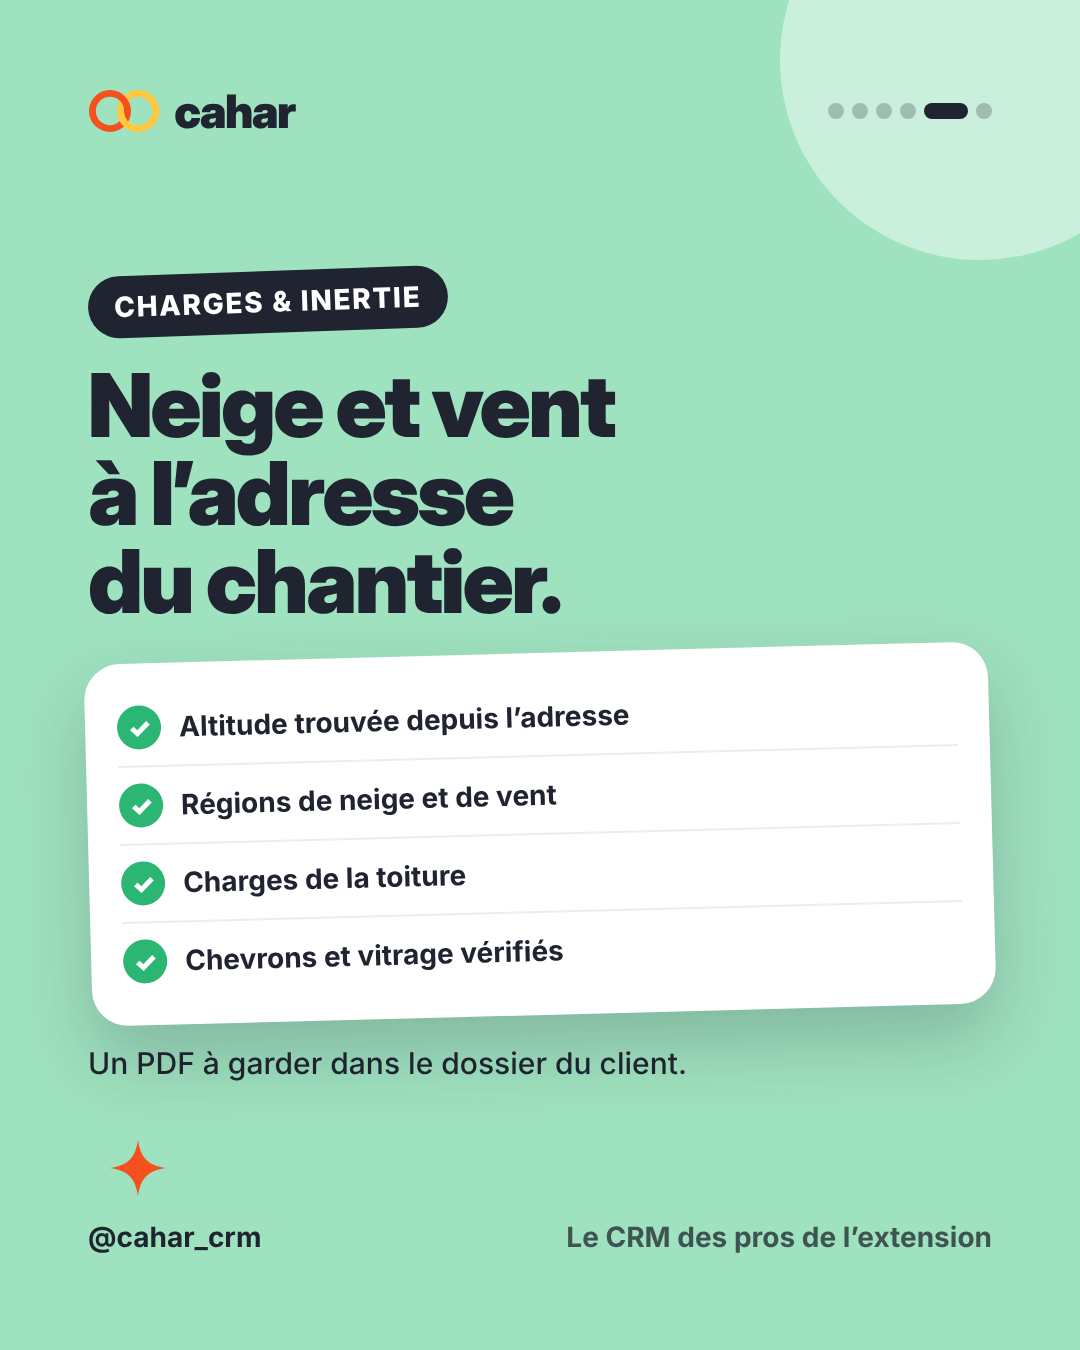 cahar
CHARGES & INERTIE
Neige et vent
à l’adresse
du chantier.
Altitude trouvée depuis l’adresse
Régions de neige et de vent
Charges de la toiture
Chevrons et vitrage vérifiés
Un PDF à garder dans le dossier du client.
@cahar_crm
Le CRM des pros de l’extension